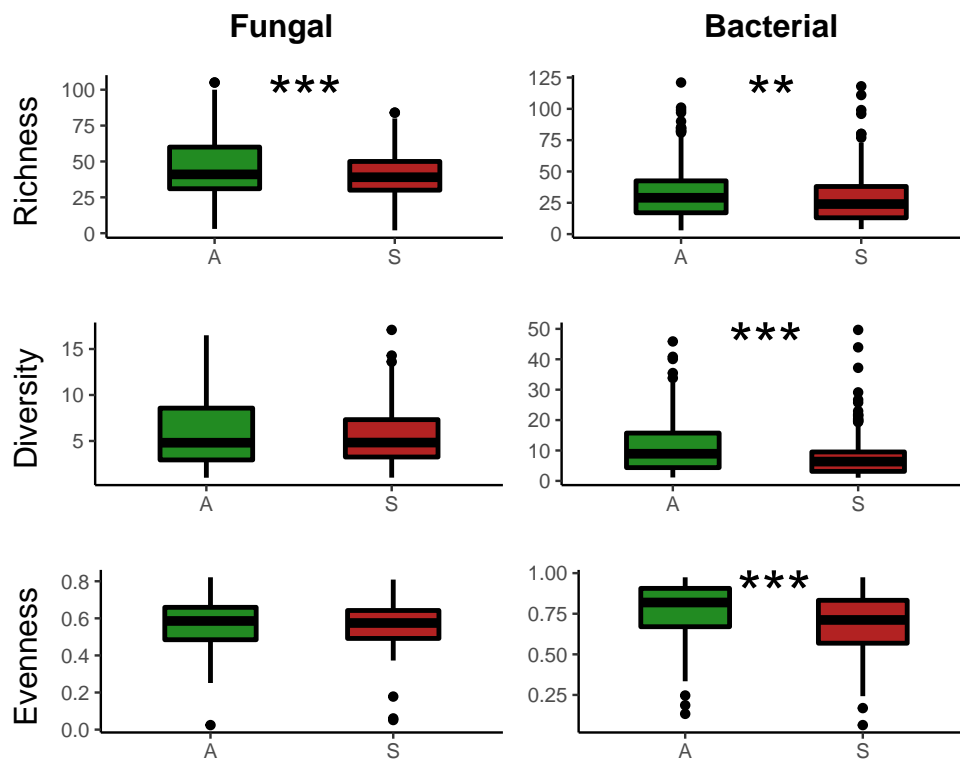 Fungal
Bacterial
Richness
100
75
50
25
0
***
A
S
125
100
75
50
25
0
**
A
S
Diversity
15
10
5
A
S
50
40
30
20
10
0
***
A
S
Evenness
0.8
0.6
0.4
0.2
0.0
A
S
1.00
0.75
0.50
0.25
***
A
S